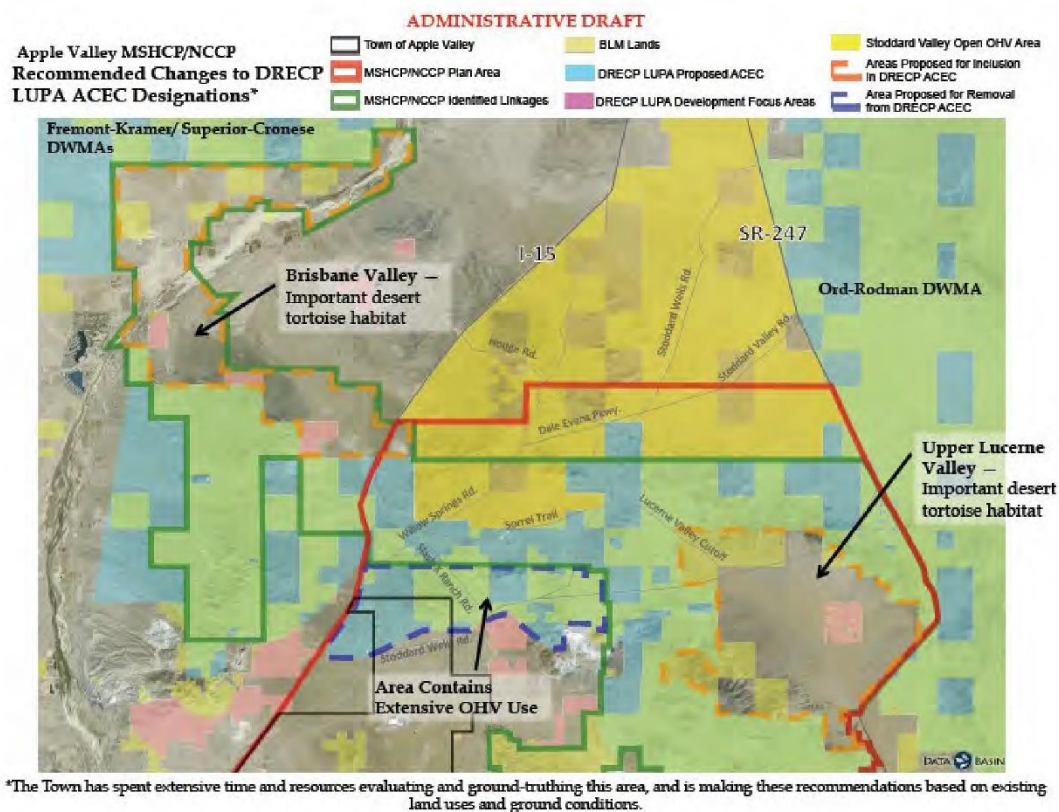 ADMINISTRATIVE DRAFT
Apple Valley MSHCP/NCCP
Recommended Changes to DRECP
LUPA ACEC Designations*
Town of Apple Valley
MSHCP/NCCP Plan Area
MSHCP/NCCP Identified Linkages
BLM Lands
DRECP LUPA Proposed ACEC
DRECP LUPA Development Focus Areas
Stoddard Valley Open OHV Area
Areas Proposed for Inclusion
in DRECP ACEC
Area Proposed for Removal
from DRECP ACEC
Fremont-Kramer/ Superior-Cronese
DWMAs
I-15
SR-247
Brisbane Valley –
Important desert
tortoise habitat
Ord-Rodman DWMA
Stoddard Wells Rd.
Hodge Rd.
Stoddard Valley Rd.
Dale Evans Pkwy.
Upper Lucerne
Valley –
Important desert
tortoise habitat
Willow Springs Rd.
Sorrel Trail
Lucerne Valley Cutoff
Ranch Rd.
Stoddard Wells Rd.
Area Contains
Extensive OHV Use
DATA BASIN
*The Town has spent extensive time and resources evaluating and ground-truthing this area, and is making these recommendations based on existing
land uses and ground conditions.